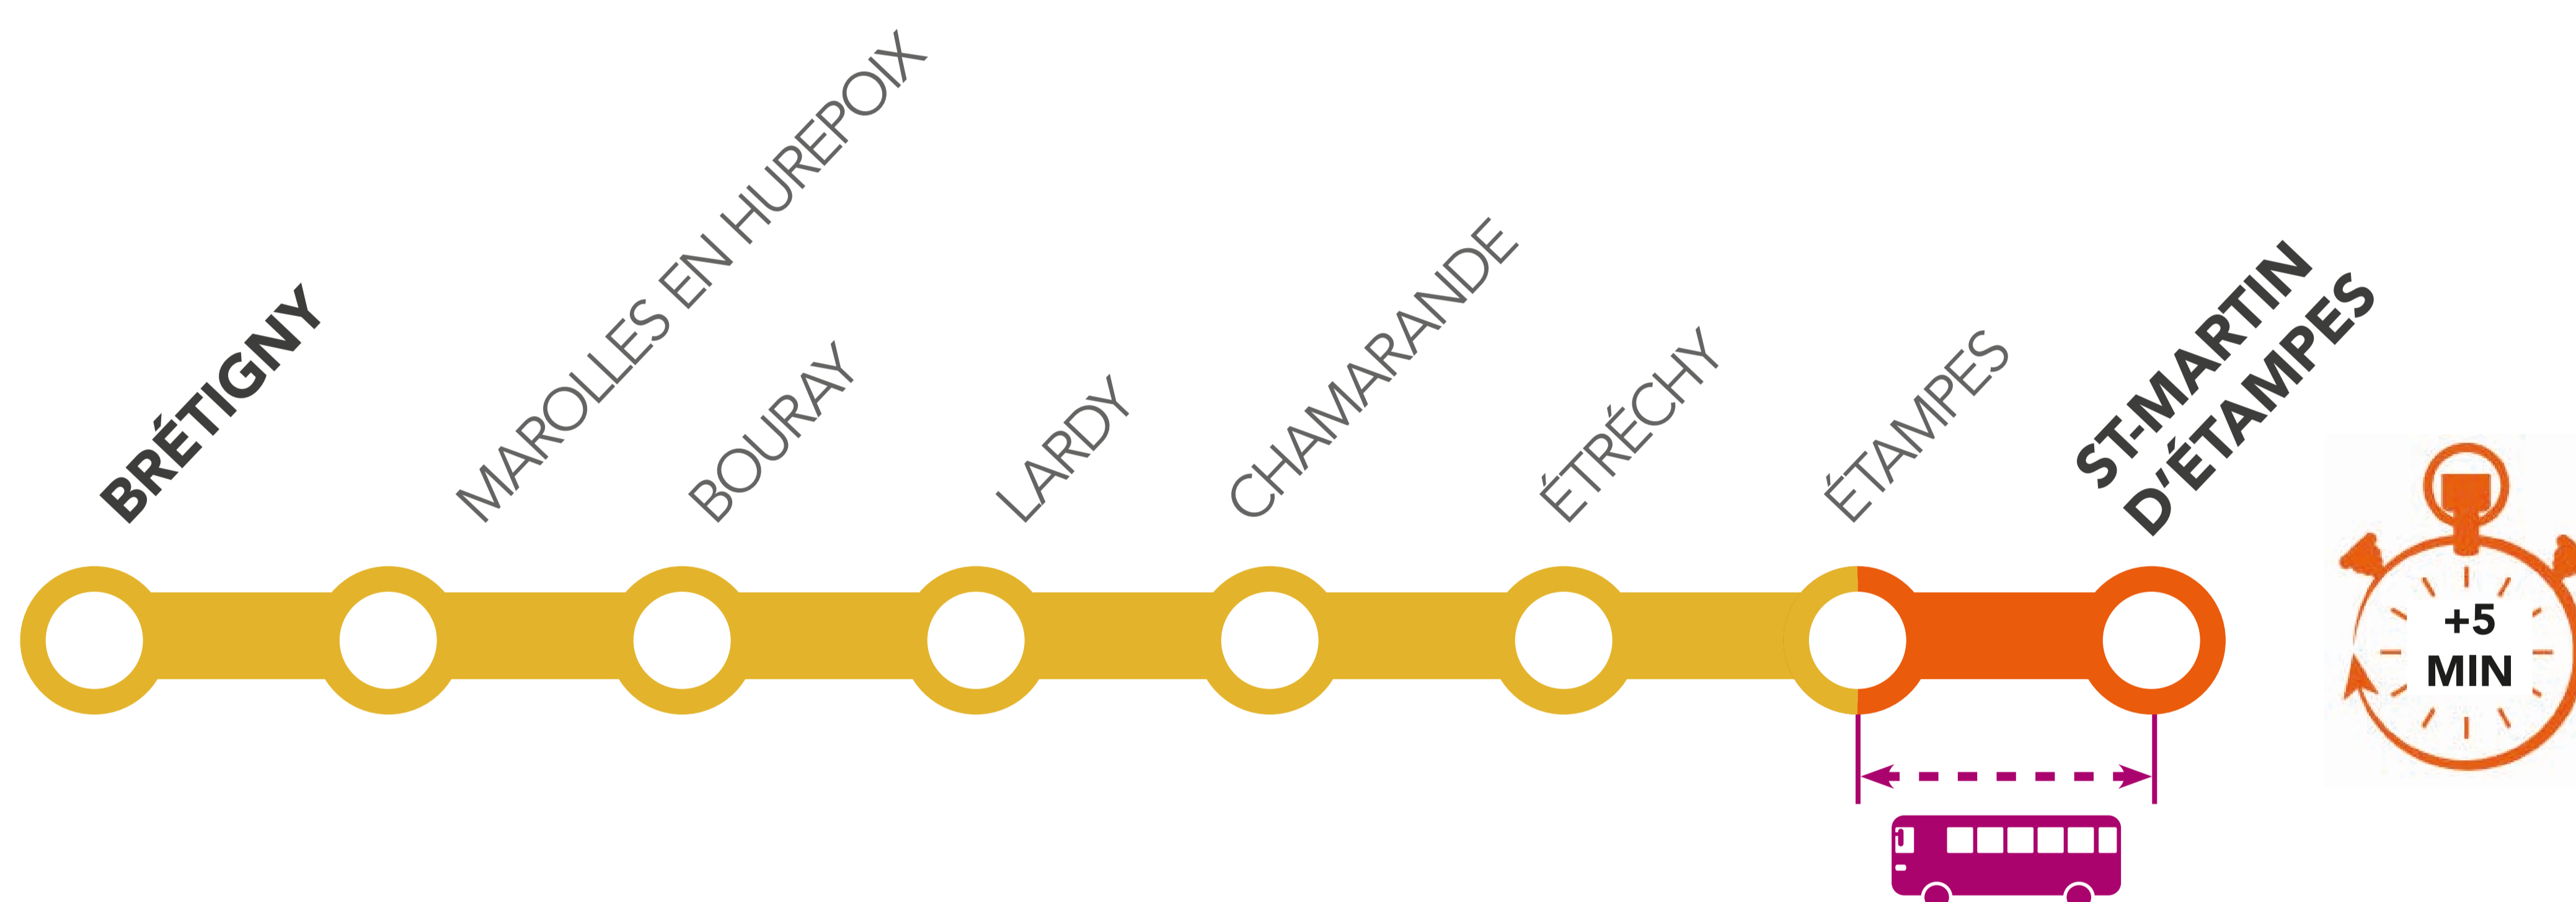 BRÉTIGNY
MAROLLES EN HUREPOIX
BOURAY
LARDY
CHAMARANDE
ÉTRÉCHY
ÉTAMPES
ST-MARTIN
D'ÉTAMPES
+5
MIN